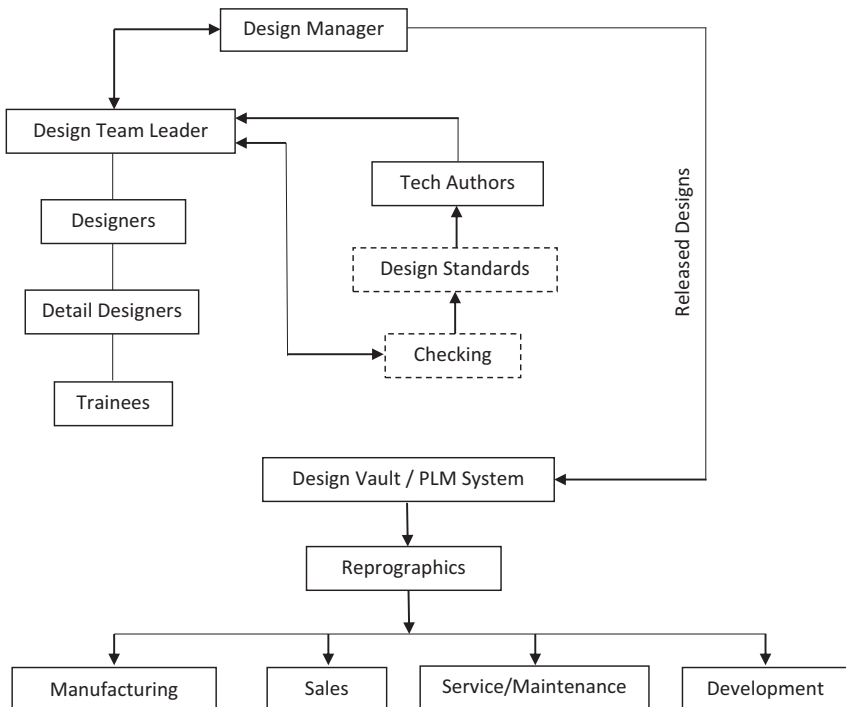 Design Manager
Design Team Leader
Tech Authors
Designers
Released Designs
Design Standards
Detail Designers
Checking
Trainees
Design Vault / PLM System
Reprographics
Manufacturing
Sales
Service/Maintenance
Development